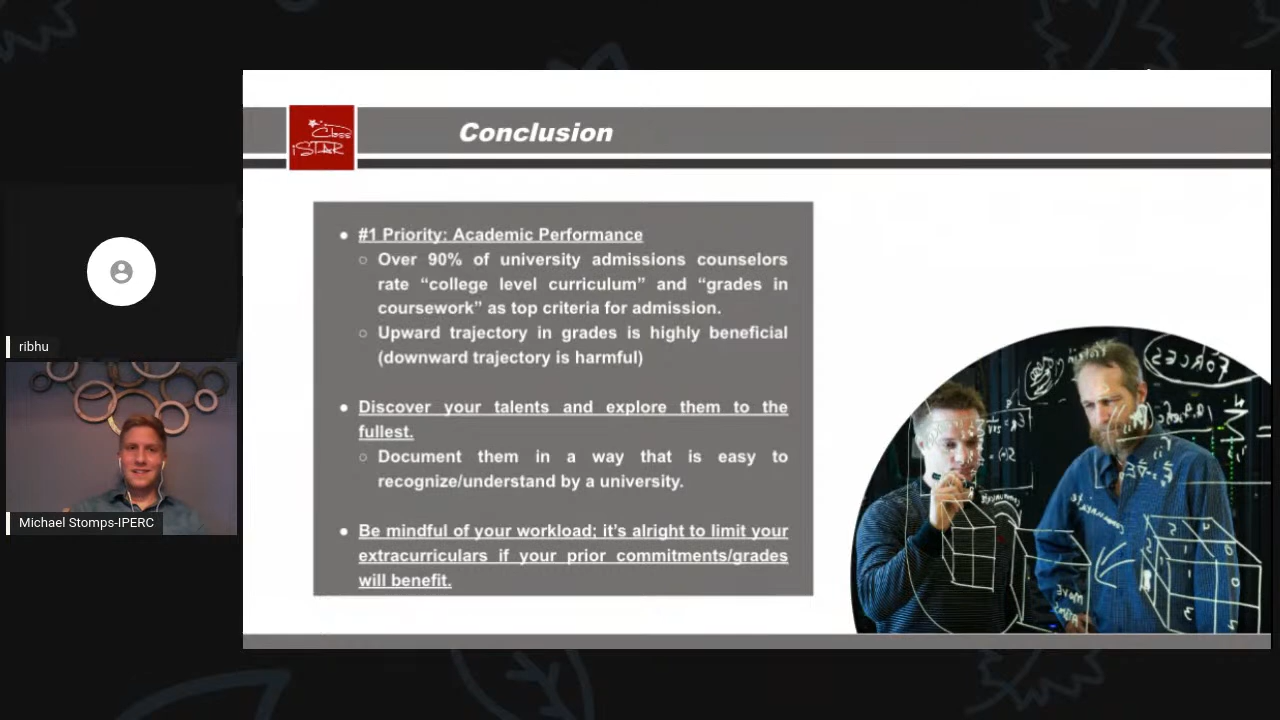 Class
iSTAR
Conclusion
● #1 Priority: Academic Performance
○ Over 90% of university admissions counselors
rate “college level curriculum” and “grades in
coursework” as top criteria for admission.
○ Upward trajectory in grades is highly beneficial
(downward trajectory is harmful)
● Discover your talents and explore them to the
fullest.
○ Document them in a way that is easy to
recognize/understand by a university.
● Be mindful of your workload; it’s alright to limit your
extracurriculars if your prior commitments/grades
will benefit.
ribhu
Michael Stomps-IPERC
FORCES